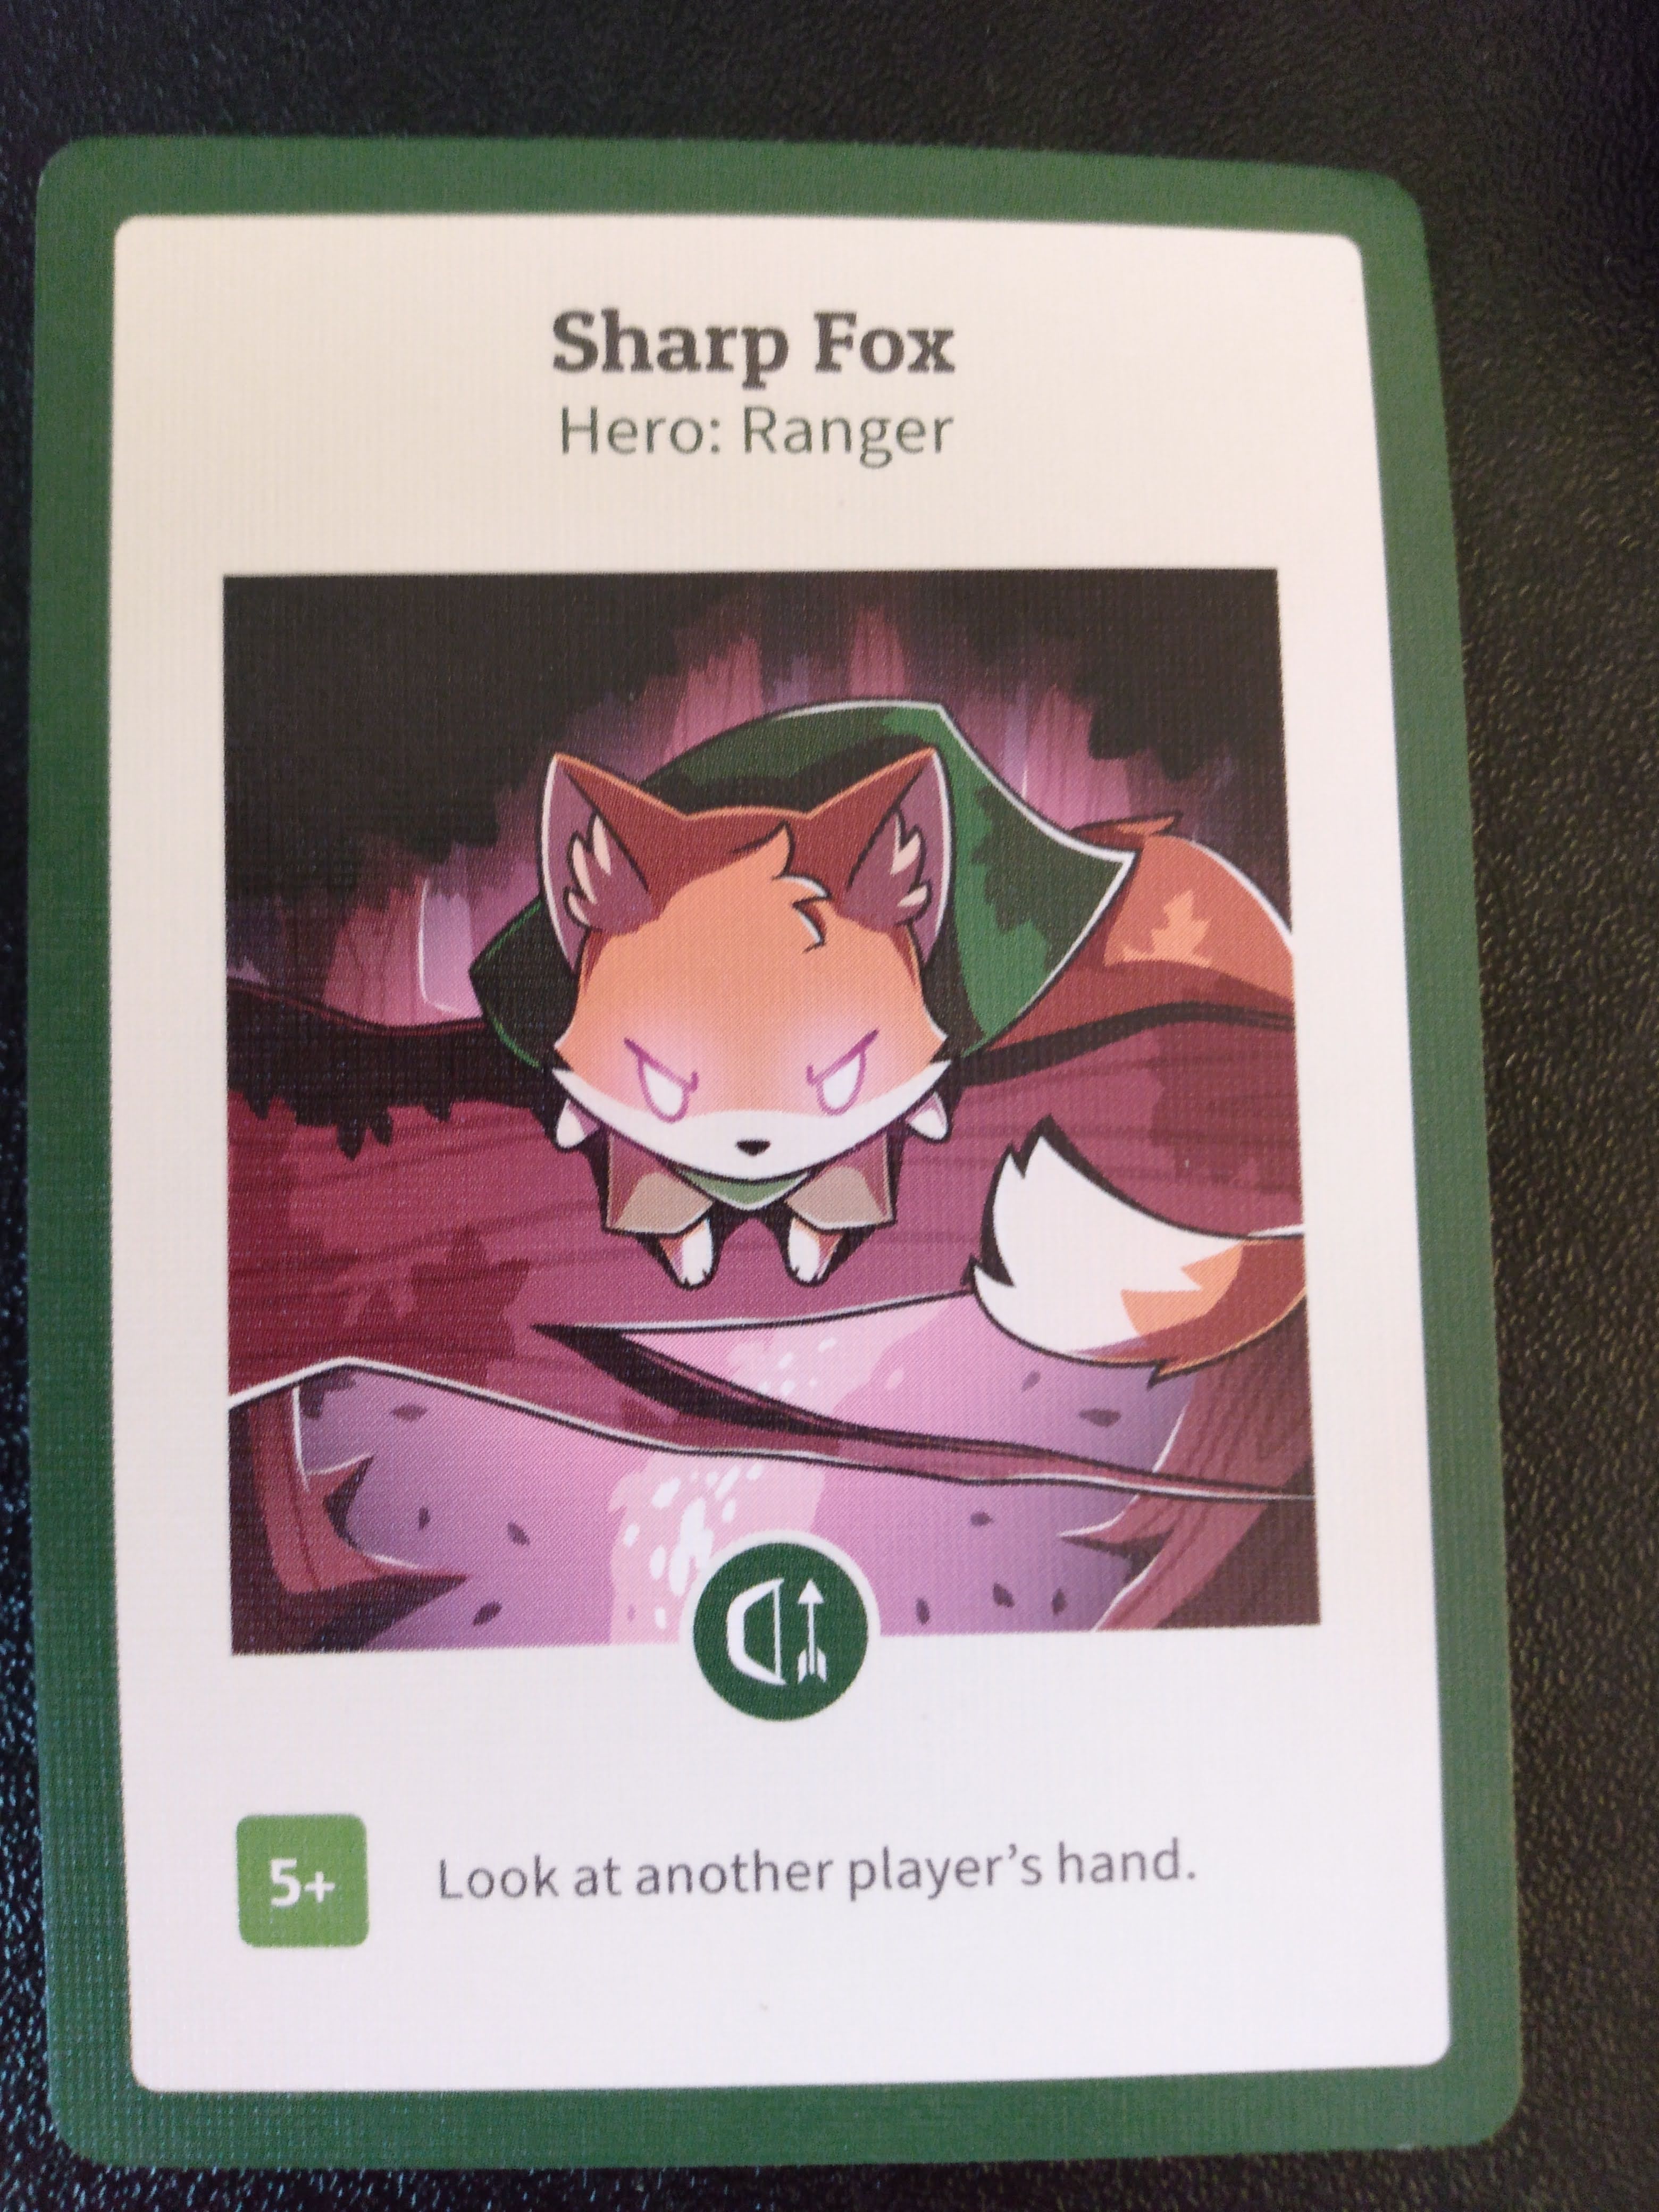 Sharp Fox
Hero: Ranger
5+ Look at another player’s hand.